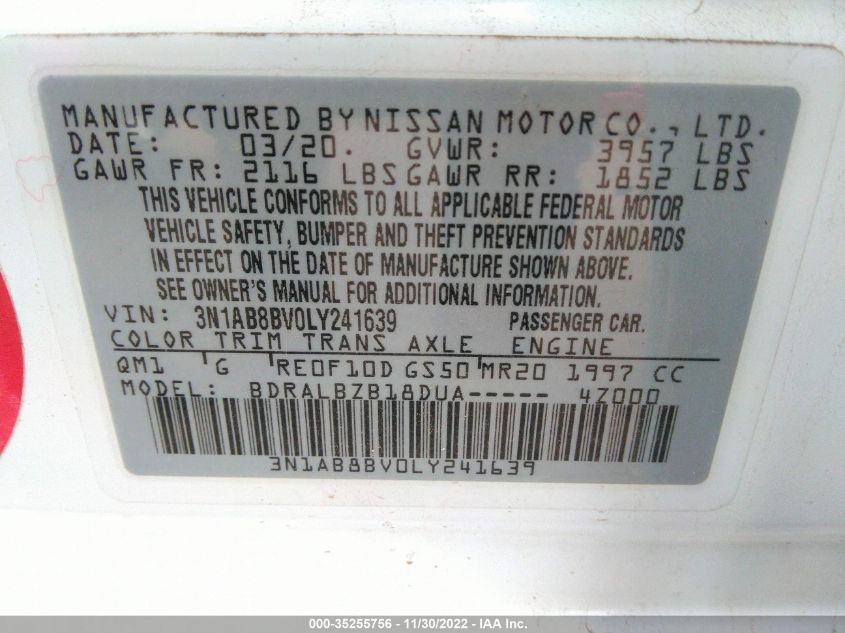 MANUFACTURED BY NISSAN MOTOR CO., LTD.
DATE: 03/20. GVWR: 3957 LBS
GAWR FR: 2116 LBS GAWR RR: 1852 LBS
THIS VEHICLE CONFORMS TO ALL APPLICABLE FEDERAL MOTOR
VEHICLE SAFETY, BUMPER AND THEFT PREVENTION STANDARDS
IN EFFECT ON THE DATE OF MANUFACTURE SHOWN ABOVE.
SEE OWNER'S MANUAL FOR ADDITIONAL INFORMATION.
VIN: 3N1AB8BV0LY241639 PASSENGER CAR.
COLOR TRIM TRANS AXLE ENGINE
QM1 G RE0F10D GS50 MR20 1997 CC
MODEL: BDRALBZB18DUA----- 4Z000
3N1AB8BV0LY241639
000-35255756 - 11/30/2022 - IAA Inc.